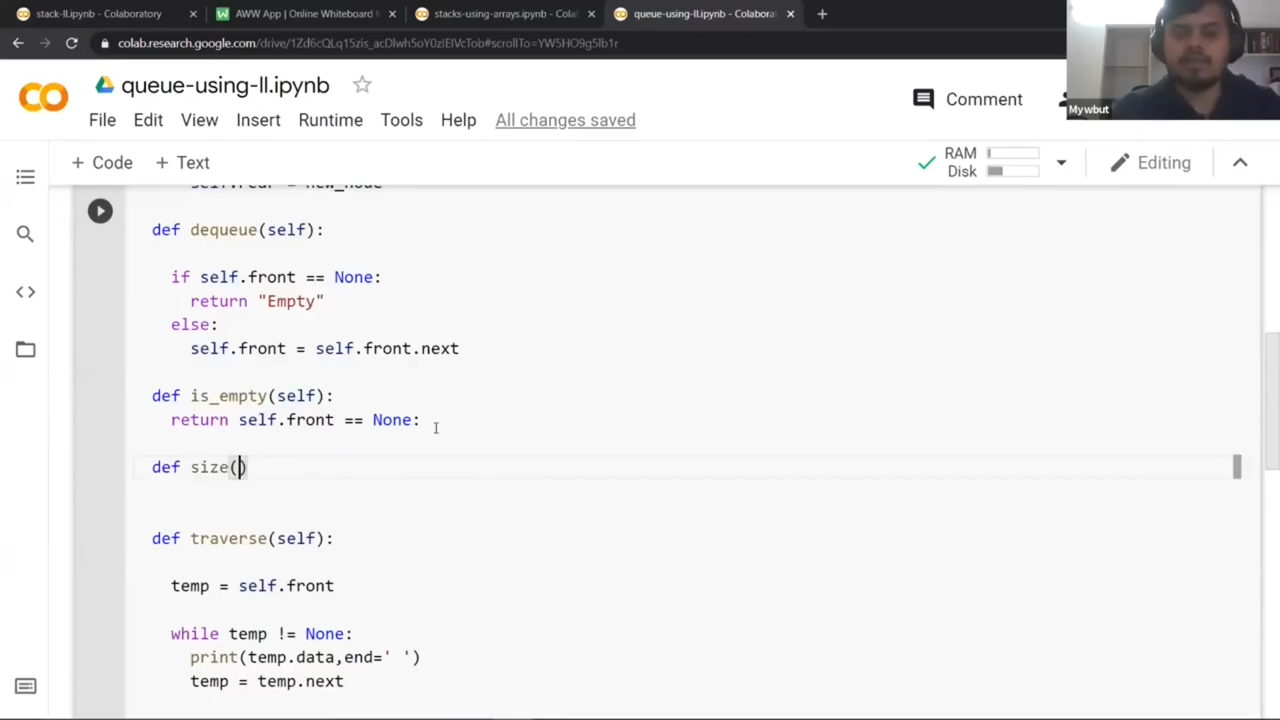 stack-ll.ipynb - Colaboratory
AWW App | Online Whiteboard
stacks-using-arrays.ipynb - Cola
queue-using-ll.ipynb - Colabora
colab.research.google.com/drive/
queue-using-ll.ipynb
Comment
Mywbut
File Edit View Insert Runtime Tools Help All changes saved
+ Code + Text
RAM
Disk
Editing
self.rear = new_node
def dequeue(self):
if self.front == None:
return "Empty"
else:
self.front = self.front.next
def is_empty(self):
return self.front == None:
def size()
def traverse(self):
temp = self.front
while temp != None:
print(temp.data,end=' ')
temp = temp.next